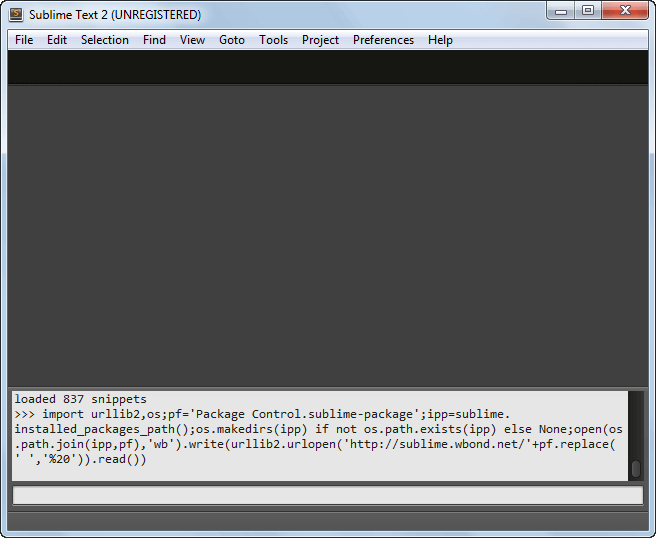 Sublime Text 2 (UNREGISTERED)
File Edit Selection Find View Goto Tools Project Preferences Help
loaded 837 snippets
>>> import urllib2,os;pf='Package Control.sublime-package';ipp=sublime.
installed_packages_path();os.makedirs(ipp) if not os.path.exists(ipp) else None;open(os
.path.join(ipp,pf),'wb').write(urllib2.urlopen('http://sublime.wbond.net/'+pf.replace(
' ','%20')).read())